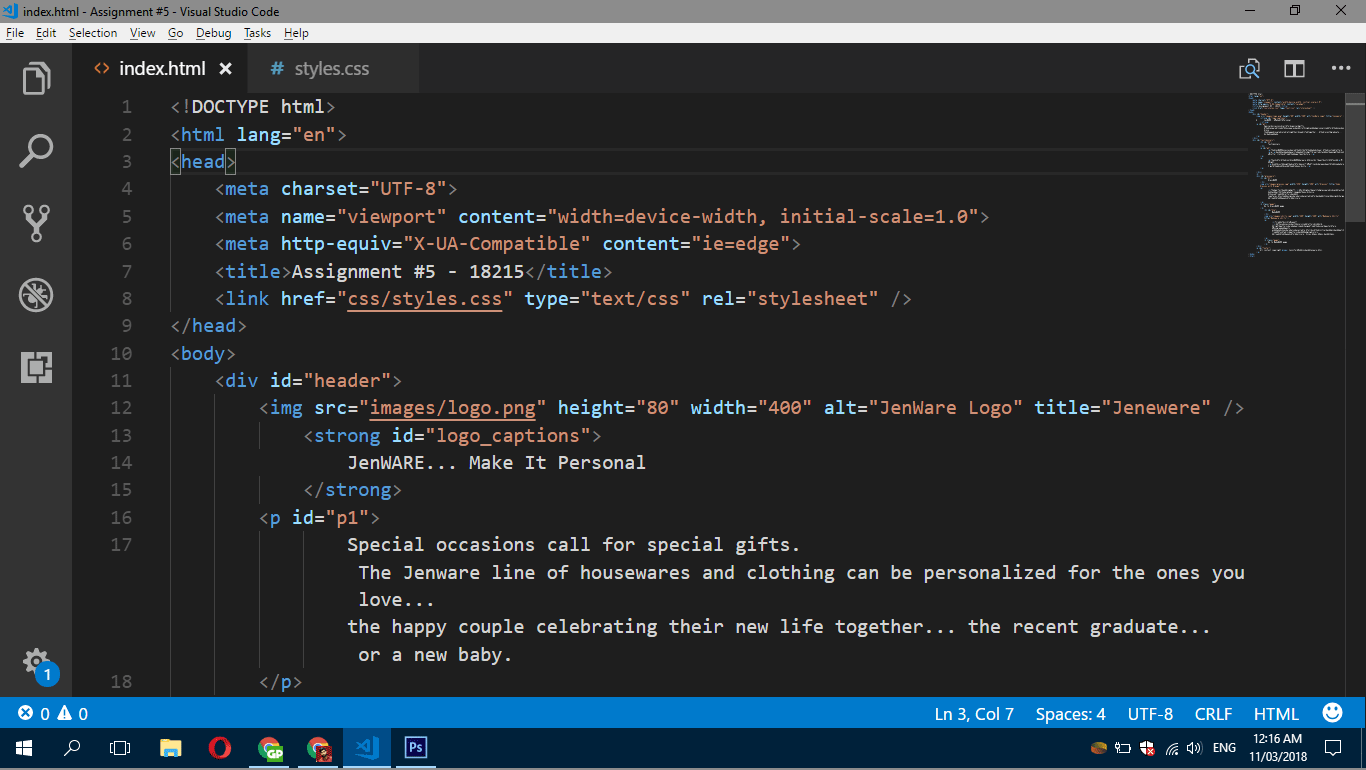 index.html - Assignment #5 - Visual Studio Code
File Edit Selection View Go Debug Tasks Help
<> index.html × # styles.css
1 <!DOCTYPE html>
2 <html lang="en">
3 <head>
4 <meta charset="UTF-8">
5 <meta name="viewport" content="width=device-width, initial-scale=1.0">
6 <meta http-equiv="X-UA-Compatible" content="ie=edge">
7 <title>Assignment #5 - 18215</title>
8 <link href="css/styles.css" type="text/css" rel="stylesheet" />
9 </head>
10 <body>
11 <div id="header">
12 <img src="images/logo.png" height="80" width="400" alt="JenWare Logo" title="Jenewere" />
13 <strong id="logo_captions">
14 JenWARE... Make It Personal
15 </strong>
16 <p id="p1">
17 Special occasions call for special gifts.
The Jenware line of housewares and clothing can be personalized for the ones you
love...
the happy couple celebrating their new life together... the recent graduate...
or a new baby.
18 </p>
1
0 0 Ln 3, Col 7 Spaces: 4 UTF-8 CRLF HTML
GP Ps ENG 12:16 AM
11/03/2018